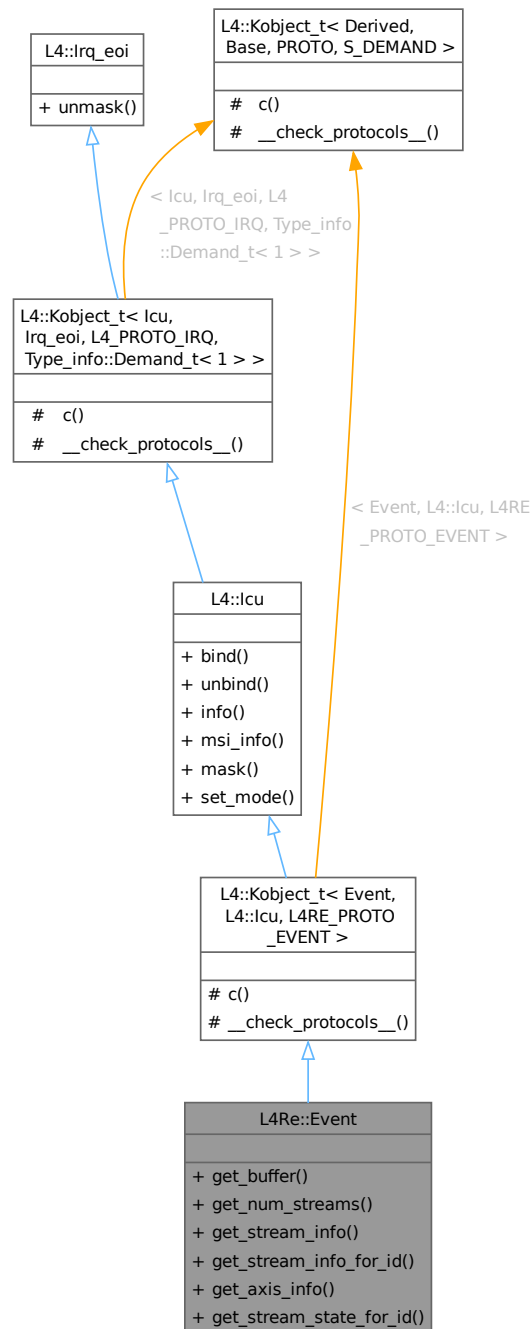 L4::Irq_eoi
+ unmask()
L4::Kobject_t< Derived,
Base, PROTO, S_DEMAND >
# c()
# __check_protocols__()
< Icu, Irq_eoi, L4
_PROTO_IRQ, Type_info
::Demand_t< 1 > >
L4::Kobject_t< Icu,
Irq_eoi, L4_PROTO_IRQ,
Type_info::Demand_t< 1 > >
# c()
# __check_protocols__()
< Event, L4::Icu, L4RE
_PROTO_EVENT >
L4::Icu
+ bind()
+ unbind()
+ info()
+ msi_info()
+ mask()
+ set_mode()
L4::Kobject_t< Event,
L4::Icu, L4RE_PROTO
_EVENT >
# c()
# __check_protocols__()
L4Re::Event
+ get_buffer()
+ get_num_streams()
+ get_stream_info()
+ get_stream_info_for_id()
+ get_axis_info()
+ get_stream_state_for_id()